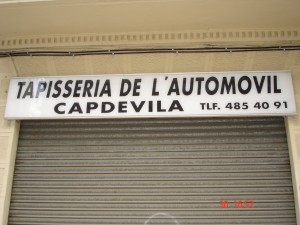 TAPISSERIA DE L'AUTOMOVIL
CAPDEVILA TLF. 485 40 91